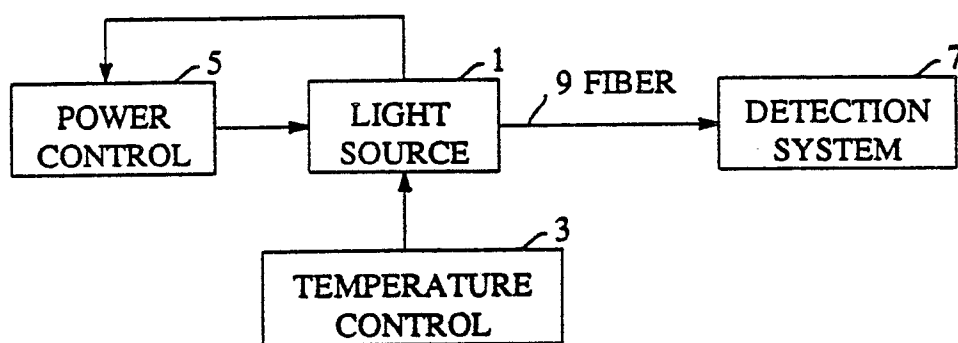 5
POWER
CONTROL
1
LIGHT
SOURCE
9 FIBER
7
DETECTION
SYSTEM
3
TEMPERATURE
CONTROL